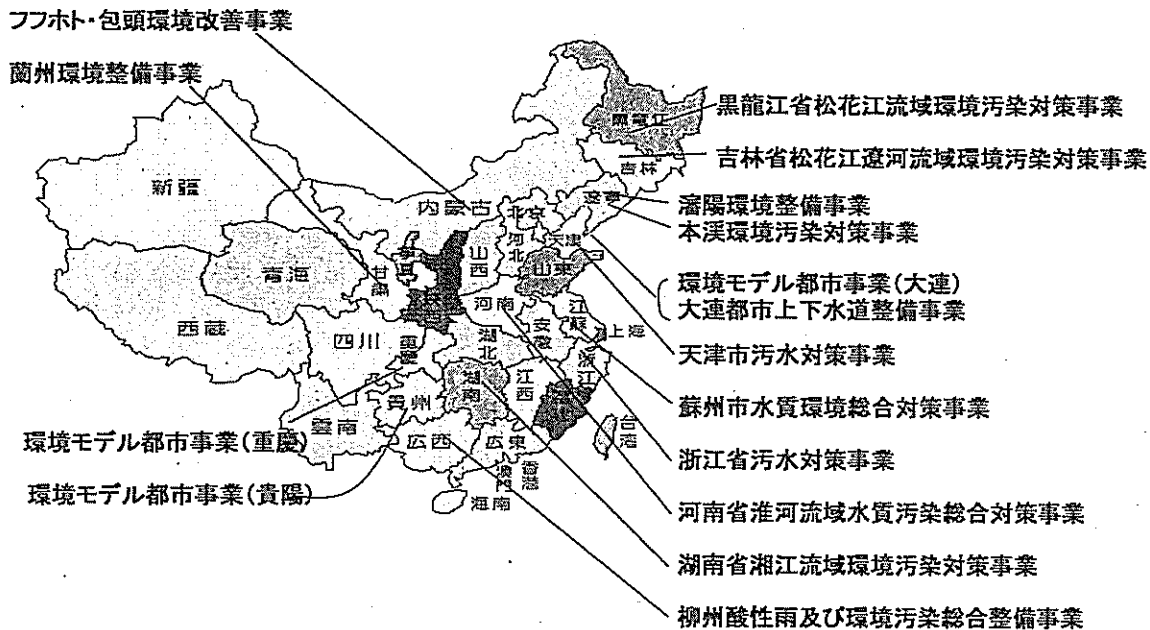 フフホト・包頭環境改善事業
蘭州環境整備事業
黒龍江省松花江流域環境汚染対策事業
吉林省松花江遼河流域環境汚染対策事業
吉林
新疆
内蒙古
北京
瀋陽環境整備事業
本渓環境汚染対策事業
天津
河北
山西
山東
青海
甘粛
環境モデル都市事業(大連)
大連都市上下水道整備事業
河南
江蘇
西蔵
四川
安徽
上海
天津市汚水対策事業
重慶
湖北
浙江
湖南
江西
蘇州市水質環境総合対策事業
貴州
雲南
台湾
環境モデル都市事業(重慶)
広西
広東
浙江省汚水対策事業
香港
澳門
環境モデル都市事業(貴陽)
海南
河南省淮河流域水質汚染総合対策事業
湖南省湘江流域環境汚染対策事業
柳州酸性雨及び環境汚染総合整備事業